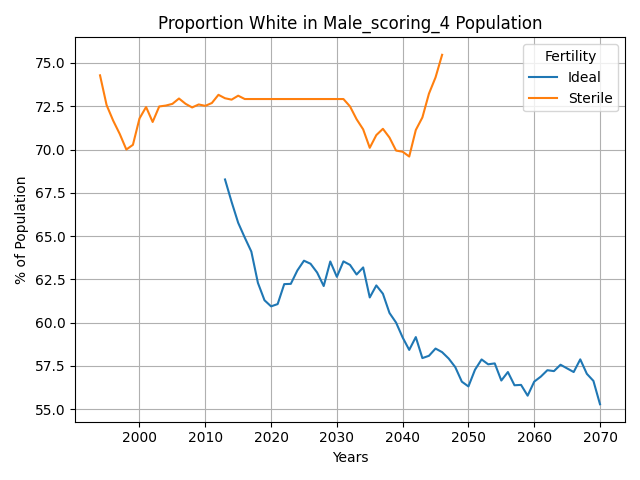 Proportion White in Male_scoring_4 Population
Fertility
Ideal
Sterile
% of Population
75.0
72.5
70.0
67.5
65.0
62.5
60.0
57.5
55.0
2000 2010 2020 2030 2040 2050 2060 2070
Years